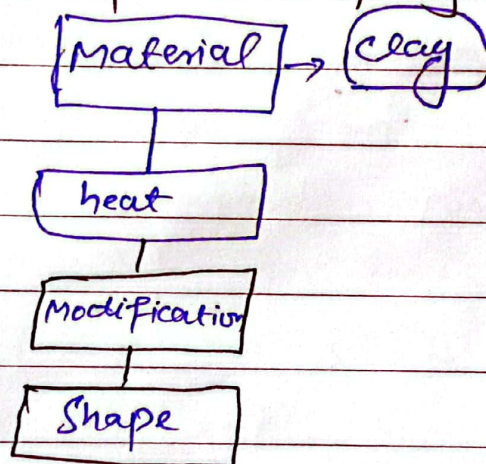 Material → clay
heat
Modification
Shape